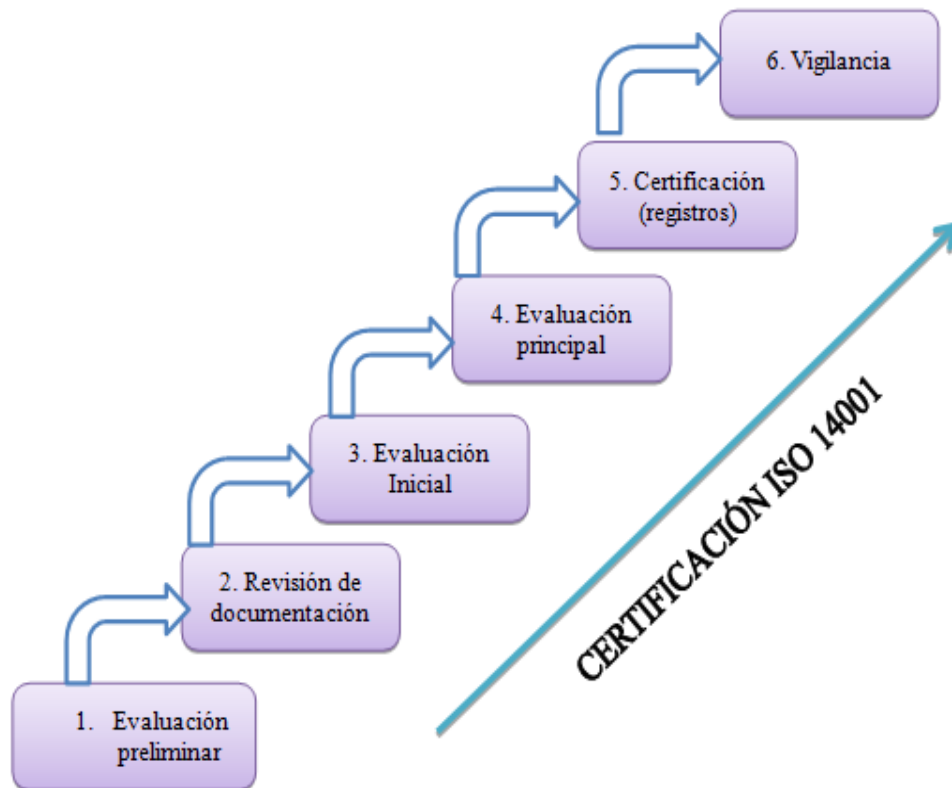 6. Vigilancia
5. Certificación
(registros)
4. Evaluación
principal
3. Evaluación
Inicial
2. Revisión de
documentación
1. Evaluación
preliminar
CERTIFICACIÓN ISO 14001